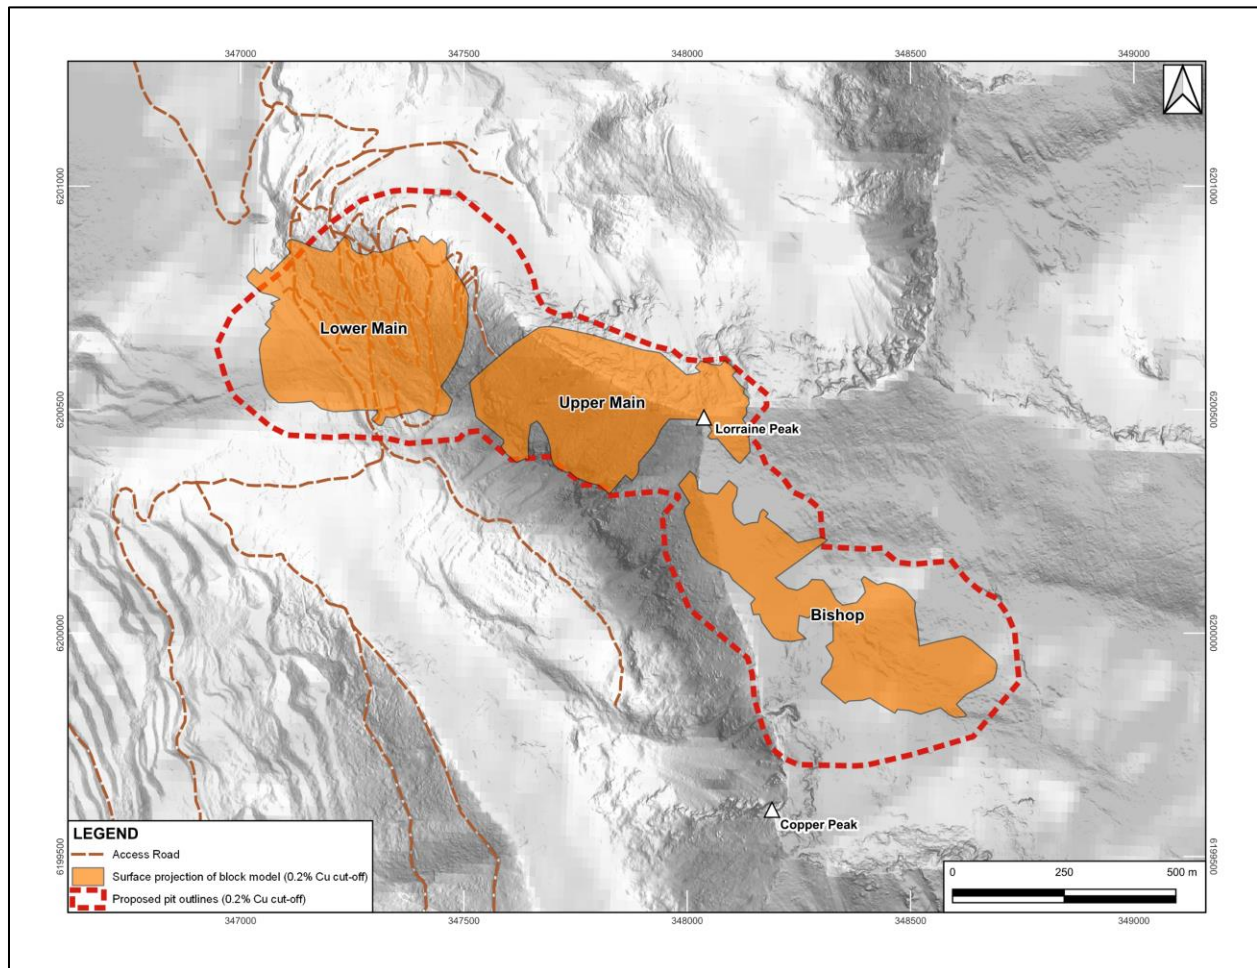 347000
347500
348000
348500
349000
6201000
6201000
Lower Main
Upper Main
6200500
6200500
Lorraine Peak
Bishop
6200000
6200000
Copper Peak
LEGEND
Access Road
Surface projection of block model (0.2% Cu cut-off)
Proposed pit outlines (0.2% Cu cut-off)
6199500
6199500
0
250
500 m
347000
347500
348000
348500
349000